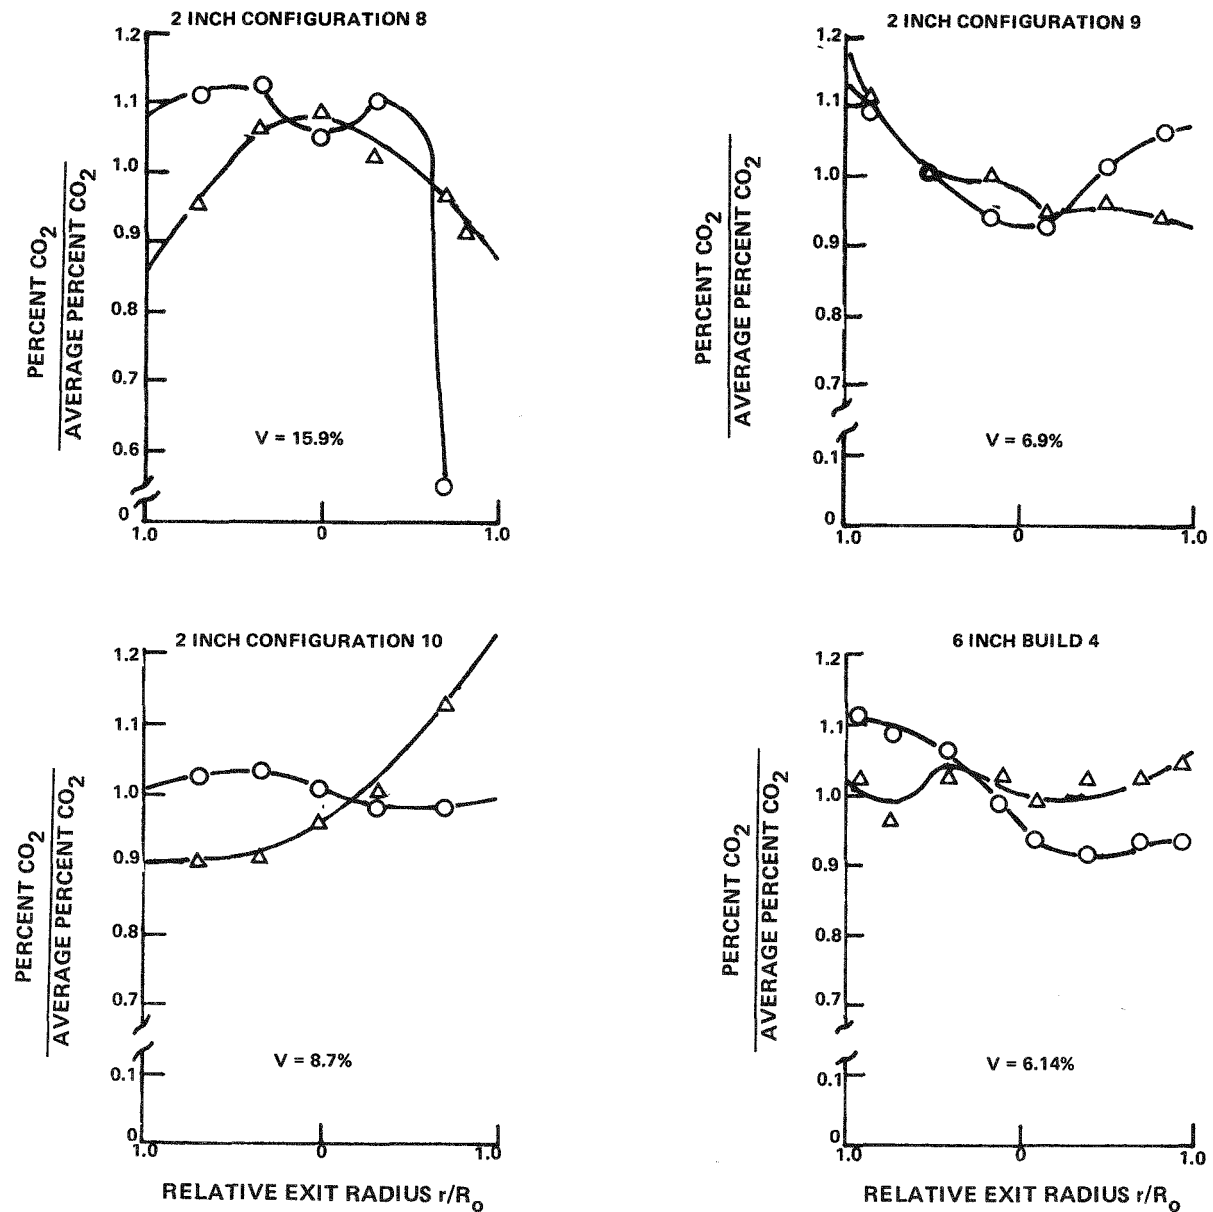 2 INCH CONFIGURATION 8
1.2
1.1
1.0
0.9
0.8
0.7
0.6
0
1.0
0
1.0
PERCENT CO2
AVERAGE PERCENT CO2
V = 15.9%
2 INCH CONFIGURATION 9
1.2
1.1
1.0
0.9
0.8
0.7
0.1
0
1.0
0
1.0
PERCENT CO2
AVERAGE PERCENT CO2
V = 6.9%
2 INCH CONFIGURATION 10
1.2
1.1
1.0
0.9
0.8
0.7
0.1
0
1.0
0
1.0
PERCENT CO2
AVERAGE PERCENT CO2
V = 8.7%
RELATIVE EXIT RADIUS r/Ro
6 INCH BUILD 4
1.2
1.1
1.0
0.9
0.8
0.7
0.1
0
1.0
0
1.0
PERCENT CO2
AVERAGE PERCENT CO2
V = 6.14%
RELATIVE EXIT RADIUS r/Ro